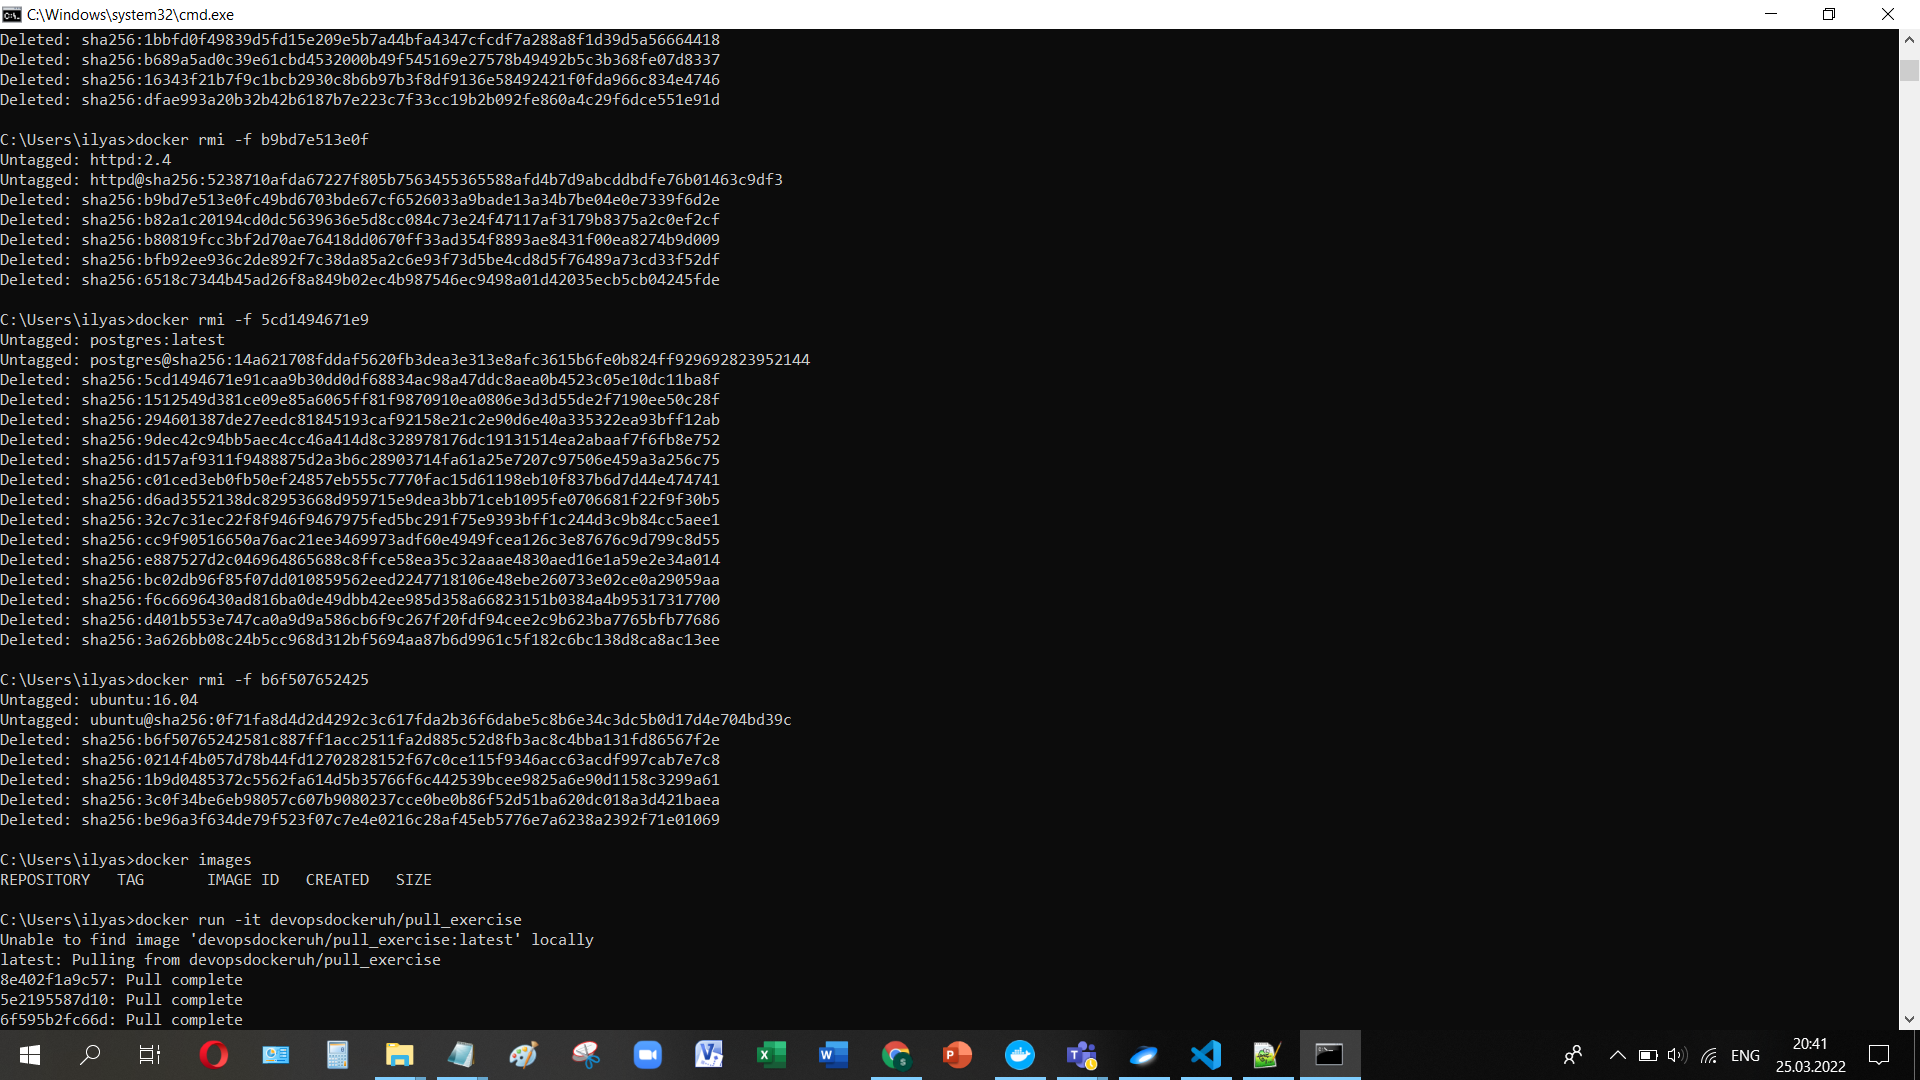 C:\Windows\system32\cmd.exe
Deleted: sha256:1bbfd0f49839d5fd15e209e5b7a44bfa4347cfcdf7a288a8f1d39d5a56664418
Deleted: sha256:b689a5ad0c39e61cbd4532000b49f545169e27578b49492b5c3b368fe07d8337
Deleted: sha256:16343f21b7f9c1bcb2930c8b6b97b3f8df9136e58492421f0fda966c834e4746
Deleted: sha256:dfae993a20b32b42b6187b7e223c7f33cc19b2b092fe860a4c29f6dce551e91d
C:\Users\ilyas>docker rmi -f b9bd7e513e0f
Untagged: httpd:2.4
Untagged: httpd@sha256:5238710afda67227f805b7563455365588afd4b7d9abcddbdfe76b01463c9df3
Deleted: sha256:b9bd7e513e0fc49bd6703bde67cf6526033a9bade13a34b7be04e0e7339f6d2e
Deleted: sha256:b82a1c20194cd0dc5639636e5d8cc084c73e24f47117af3179b8375a2c0ef2cf
Deleted: sha256:b80819fcc3bf2d70ae76418dd0670ff33ad354f8893ae8431f00ea8274b9d009
Deleted: sha256:bfb92ee936c2de892f7c38da85a2c6e93f73d5be4cd8d5f76489a73cd33f52df
Deleted: sha256:6518c7344b45ad26f8a849b02ec4b987546ec9498a01d42035ecb5cb04245fde
C:\Users\ilyas>docker rmi -f 5cd1494671e9
Untagged: postgres:latest
Untagged: postgres@sha256:14a621708fddaf5620fb3dea3e313e8afc3615b6fe0b824ff929692823952144
Deleted: sha256:5cd1494671e91caa9b30dd0df68834ac98a47ddc8aea0b4523c05e10dc11ba8f
Deleted: sha256:1512549d381ce09e85a6065ff81f9870910ea0806e3d3d55de2f7190ee50c28f
Deleted: sha256:294601387de27eedc81845193caf92158e21c2e90d6e40a335322ea93bff12ab
Deleted: sha256:9dec42c94bb5aec4cc46a414d8c328978176dc19131514ea2abaaf7f6fb8e752
Deleted: sha256:d157af9311f9488875d2a3b6c28903714fa61a25e7207c97506e459a3a256c75
Deleted: sha256:c01ced3eb0fb50ef24857eb555c7770fac15d61198eb10f837b6d7d44e474741
Deleted: sha256:d6ad3552138dc82953668d959715e9dea3bb71ceb1095fe0706681f22f9f30b5
Deleted: sha256:32c7c31ec22f8f946f9467975fed5bc291f75e9393bff1c244d3c9b84cc5aee1
Deleted: sha256:cc9f90516650a76ac21ee3469973adf60e4949fcea126c3e87676c9d799c8d55
Deleted: sha256:e887527d2c046964865688c8ffce58ea35c32aaae4830aed16e1a59e2e34a014
Deleted: sha256:bc02db96f85f07dd010859562eed2247718106e48ebe260733e02ce0a29059aa
Deleted: sha256:f6c6696430ad816ba0de49dbb42ee985d358a66823151b0384a4b95317317700
Deleted: sha256:d401b553e747ca0a9d9a586cb6f9c267f20fdf94cee2c9b623ba7765bfb77686
Deleted: sha256:3a626bb08c24b5cc968d312bf5694aa87b6d9961c5f182c6bc138d8ca8ac13ee
C:\Users\ilyas>docker rmi -f b6f507652425
Untagged: ubuntu:16.04
Untagged: ubuntu@sha256:0f71fa8d4d2d4292c3c617fda2b36f6dabe5c8b6e34c3dc5b0d17d4e704bd39c
Deleted: sha256:b6f50765242581c887ff1acc2511fa2d885c52d8fb3ac8c4bba131fd86567f2e
Deleted: sha256:0214f4b057d78b44fd12702828152f67c0ce115f9346acc63acdf997cab7e7c8
Deleted: sha256:1b9d0485372c5562fa614d5b35766f6c442539bcee9825a6e90d1158c3299a61
Deleted: sha256:3c0f34be6eb98057c607b9080237cce0be0b86f52d51ba620dc018a3d421baea
Deleted: sha256:be96a3f634de79f523f07c7e4e0216c28af45eb5776e7a6238a2392f71e01069
C:\Users\ilyas>docker images
REPOSITORY   TAG       IMAGE ID   CREATED   SIZE
C:\Users\ilyas>docker run -it devopsdockeruh/pull_exercise
Unable to find image 'devopsdockeruh/pull_exercise:latest' locally
latest: Pulling from devopsdockeruh/pull_exercise
8e402f1a9c57: Pull complete
5e2195587d10: Pull complete
6f595b2fc66d: Pull complete
ENG
20:41
25.03.2022